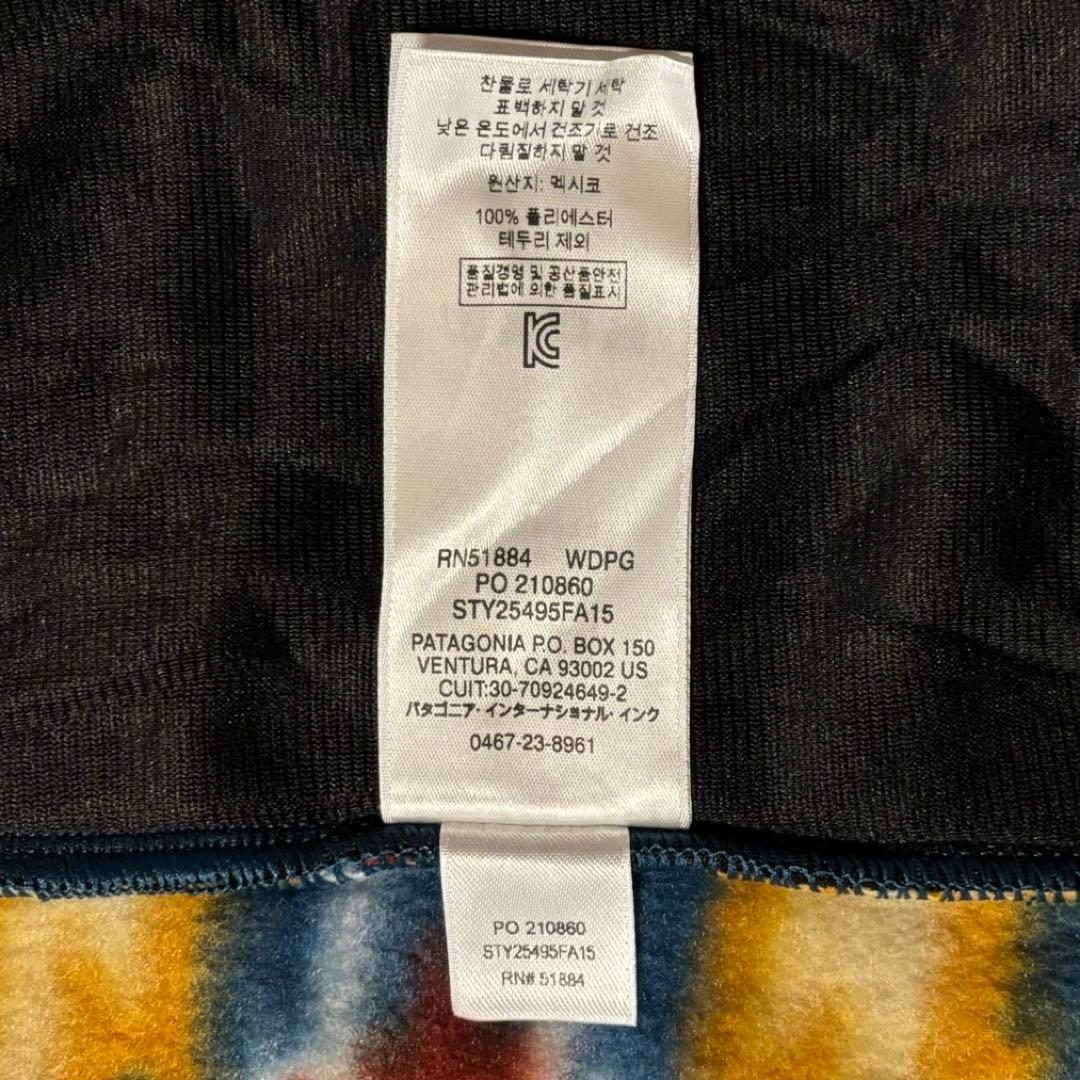 찬물로 세탁기 세탁
표백하지 말 것
낮은 온도에서 건조기로 건조
다림질하지 말 것
원산지: 멕시코
100% 폴리에스터
테두리 제외
품질경영 및 공산품안전
관리법에 의한 품질표시
KC
RN51884 WDPG
PO 210860
STY25495FA15
PATAGONIA P.O. BOX 150
VENTURA, CA 93002 US
CUIT:30-70924649-2
パタゴニア・インターナショナル・インク
0467-23-8961
PO 210860
STY25495FA15
RN# 51884